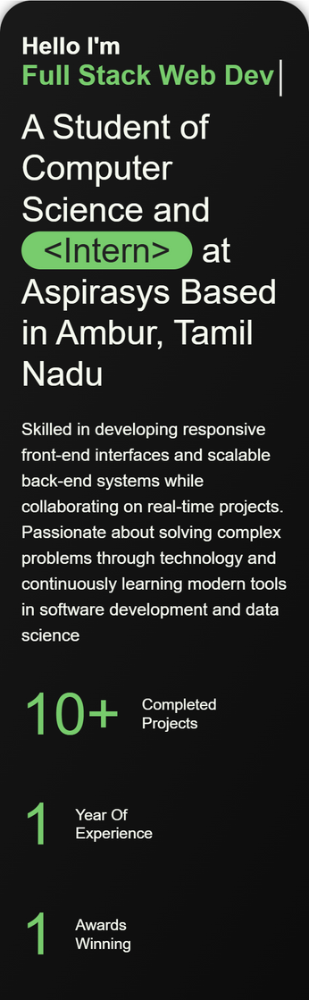 Hello I'm
Full Stack Web Dev
A Student of
Computer
Science and
<Intern> at
Aspirasys Based
in Ambur, Tamil
Nadu
Skilled in developing responsive
front-end interfaces and scalable
back-end systems while
collaborating on real-time projects.
Passionate about solving complex
problems through technology and
continuously learning modern tools
in software development and data
science
10+ Completed
Projects
1 Year Of
Experience
1 Awards
Winning